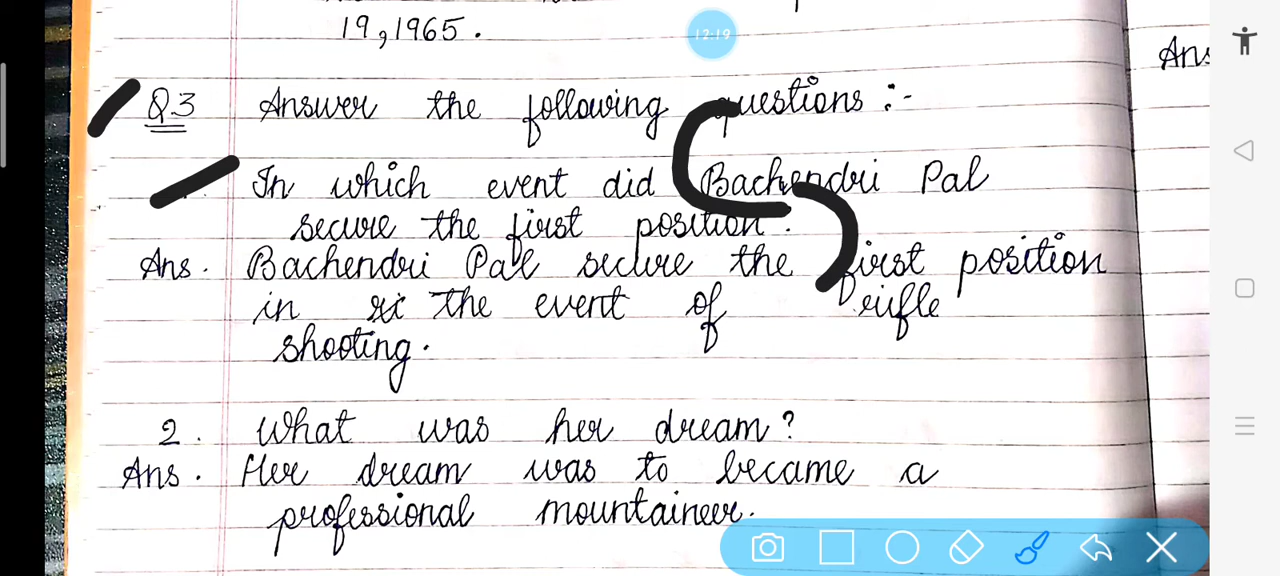 19,1965.
12:19
Ans
Q3 Answer the following questions :-
In which event did Bachendri Pal
secure the first position.
Ans. Bachendri Pal secure the first position
in the event of rifle
shooting.
2. What was her dream?
Ans. Her dream was to became a
professional mountaineer.